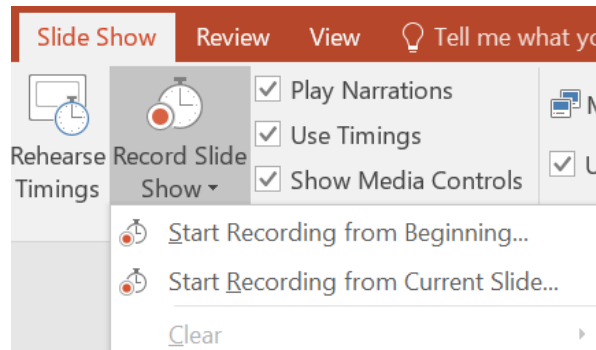 Slide Show Review View Tell me what yo
Rehearse Timings
Record Slide Show
Play Narrations
Use Timings
Show Media Controls
M
U
Start Recording from Beginning...
Start Recording from Current Slide...
Clear